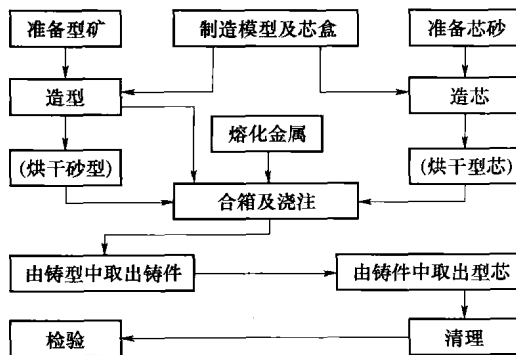 准备型矿
制造模型及芯盒
准备芯砂
造型
造芯
熔化金属
(烘干砂型)
(烘干型芯)
合箱及浇注
由铸型中取出铸件
由铸件中取出型芯
检验
清理